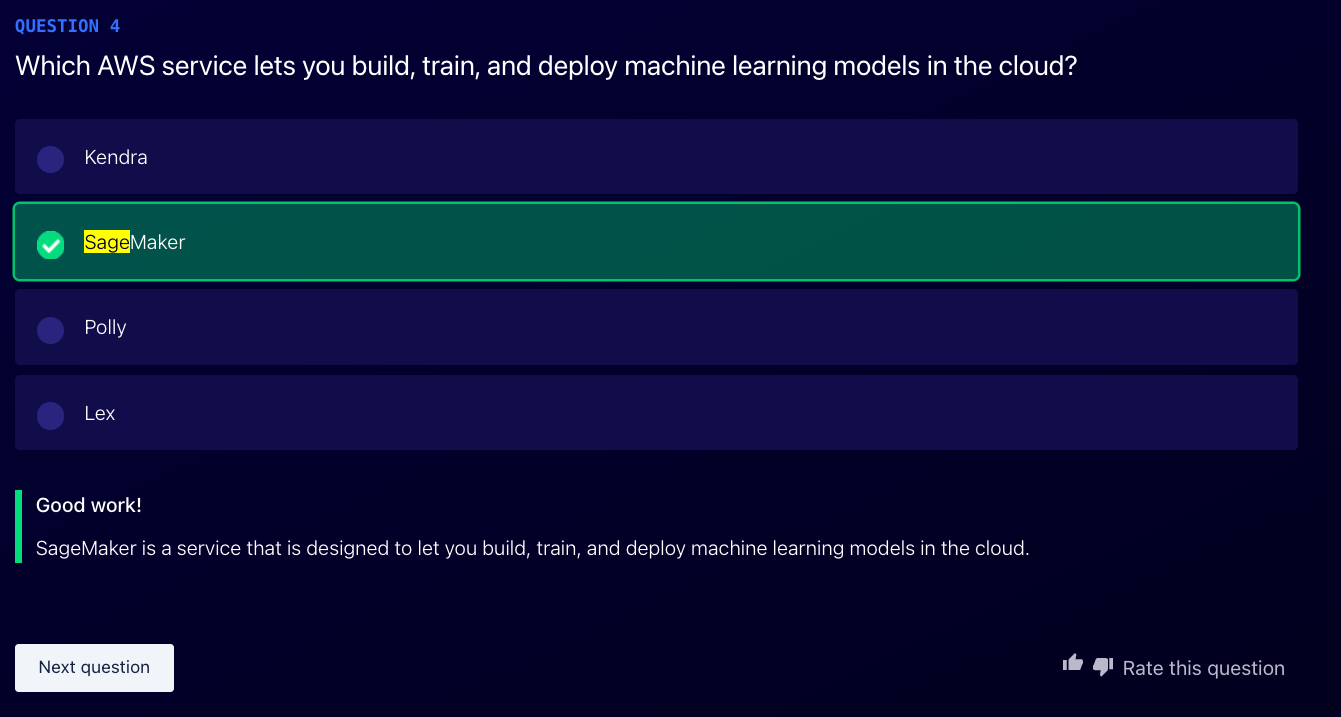 QUESTION 4
Which AWS service lets you build, train, and deploy machine learning models in the cloud?
Kendra
SageMaker
Polly
Lex
Good work!
SageMaker is a service that is designed to let you build, train, and deploy machine learning models in the cloud.
Next question
Rate this question